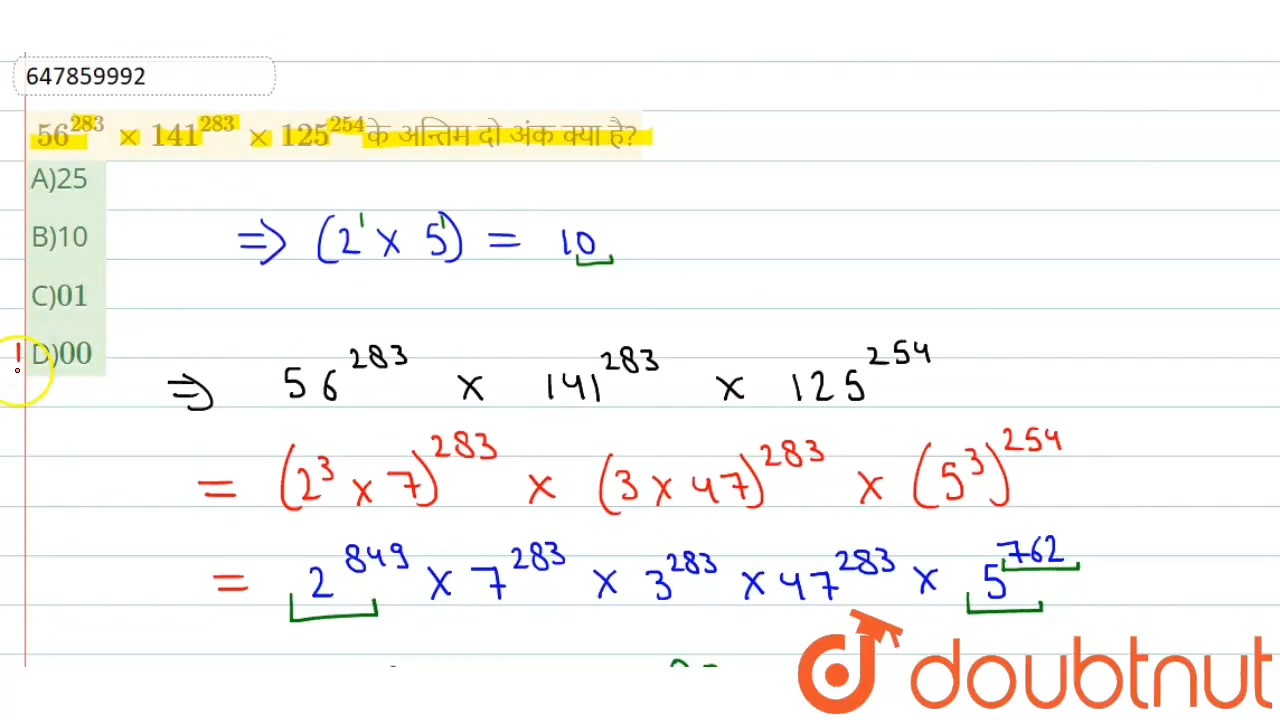 647859992
56^283 × 141^283 × 125^254 के अन्तिम दो अंक क्या है?
A)25
B)10
C)01
D)00
⇒ (2^1 × 5^1) = 10
1
⇒ 56^283 × 141^283 × 125^254
= (2^3 × 7)^283 × (3 × 47)^283 × (5^3)^254
= 2^849 × 7^283 × 3^283 × 47^283 × 5^762
doubtnut